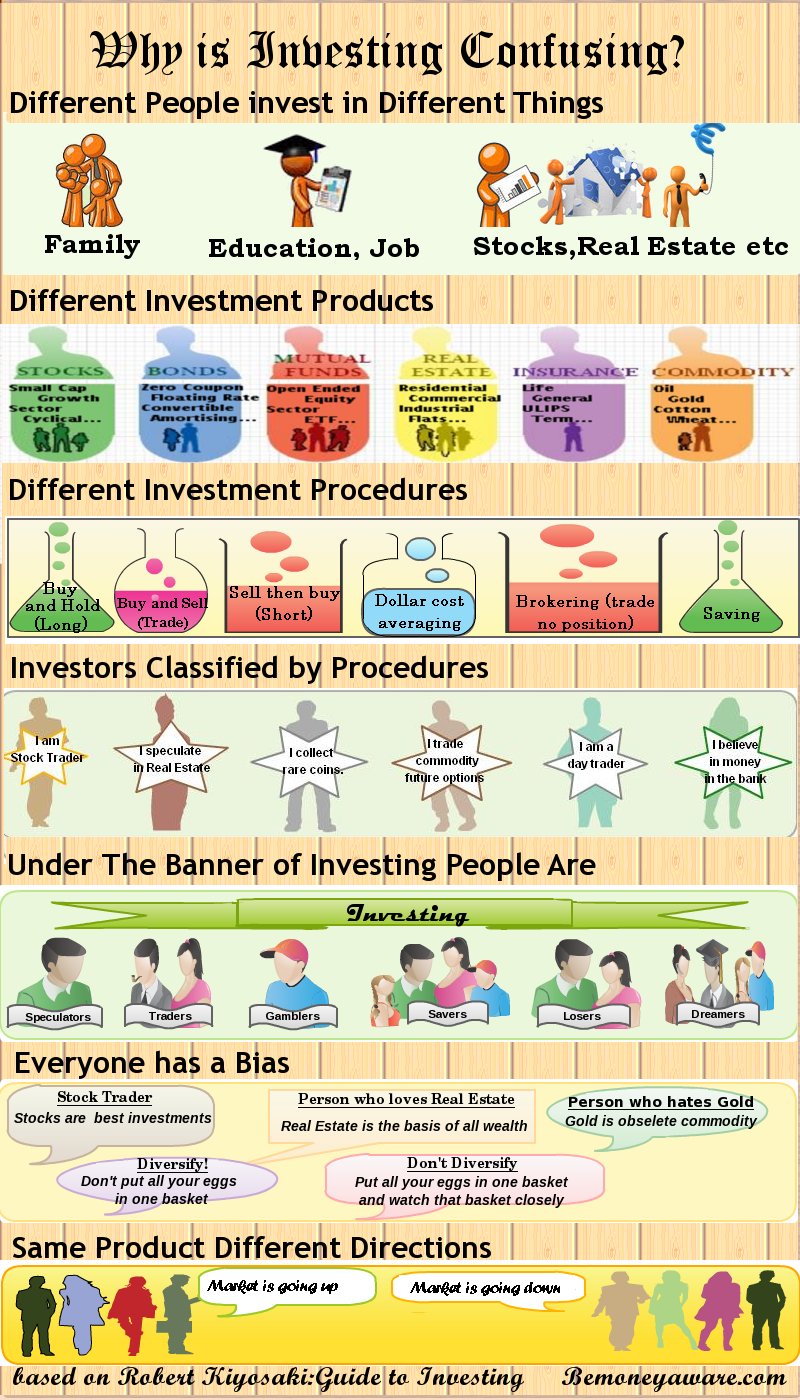 Why is Investing Confusing?
Different People invest in Different Things
Family
Education, Job
Stocks,Real Estate etc
Different Investment Products
STOCKS
Small Cap
Growth
Sector
Cyclical...
BONDS
Zero Coupon
Floating Rate
Convertible
Amortising...
MUTUAL
FUNDS
Open Ended
Equity
Sector
ETF...
REAL
ESTATE
Residential
Commercial
Industrial
Flats...
INSURANCE
Life
General
ULIPS
Term...
COMMODITY
Oil
Gold
Cotton
Wheat...
Different Investment Procedures
Buy
and Hold
(Long)
Buy and Sell
(Trade)
Sell then buy
(Short)
Dollar cost
averaging
Brokering (trade
no position)
Saving
Investors Classified by Procedures
I am
Stock Trader
I speculate
in Real Estate
I collect
rare coins.
I trade
commodity
future options
I am a
day trader
I believe
in money
in the bank
Under The Banner of Investing People Are
Investing
Speculators
Traders
Gamblers
Savers
Losers
Dreamers
Everyone has a Bias
Stock Trader
Stocks are best investments
Person who loves Real Estate
Real Estate is the basis of all wealth
Person who hates Gold
Gold is obselete commodity
Diversify!
Don't put all your eggs
in one basket
Don't Diversify
Put all your eggs in one basket
and watch that basket closely
Same Product Different Directions
Market is going up
Market is going down
based on Robert Kiyosaki:Guide to Investing
Bemoneyaware.com